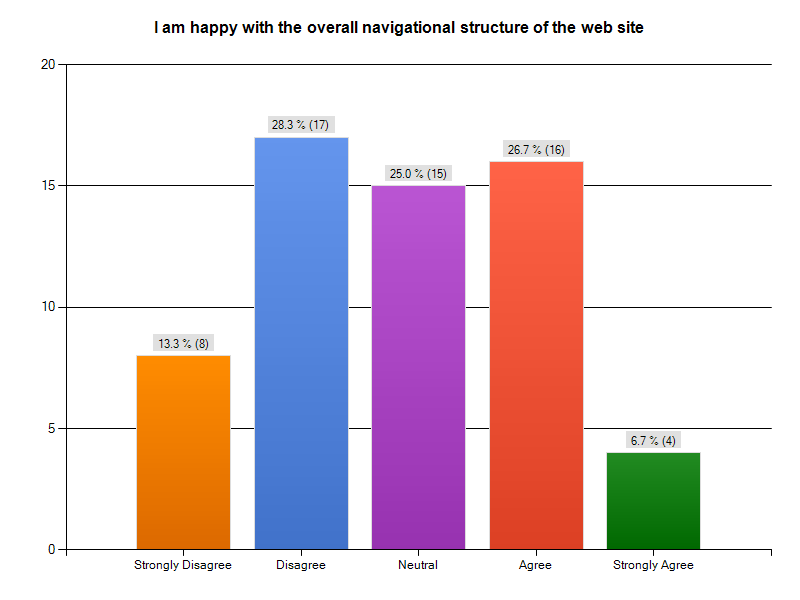 I am happy with the overall navigational structure of the web site
20
28.3 % (17)
26.7 % (16)
25.0 % (15)
15
10
13.3 % (8)
5
6.7 % (4)
0
Strongly Disagree Disagree Neutral Agree Strongly Agree